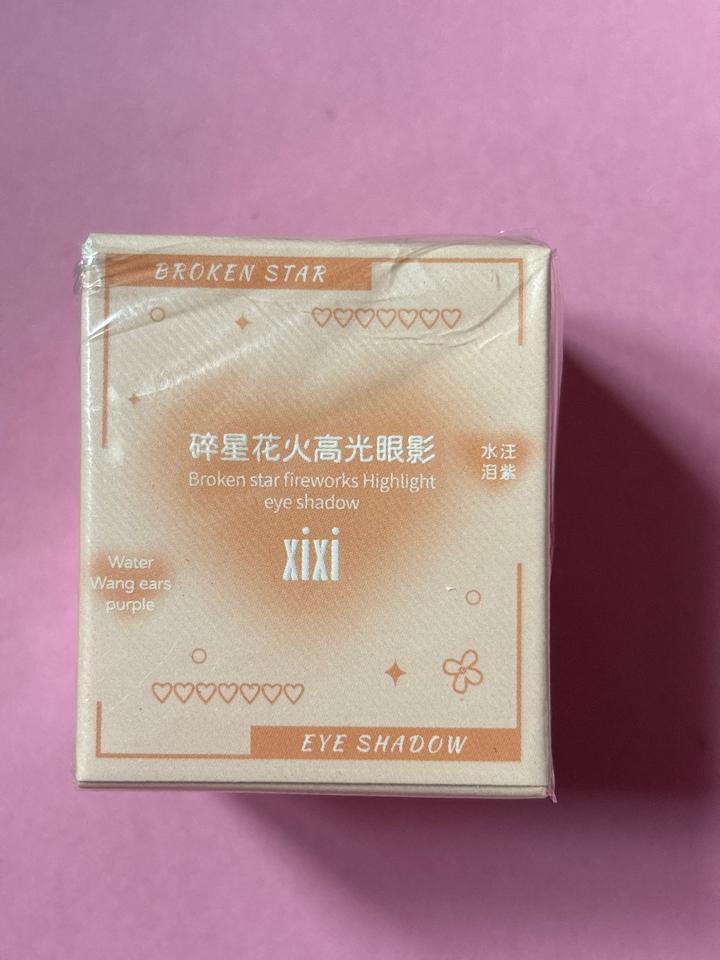 BROKEN STAR
碎星花火高光眼影
Broken star fireworks Highlight
eye shadow
xixi
水汪
泪紫
Water
Wang ears
purple
EYE SHADOW